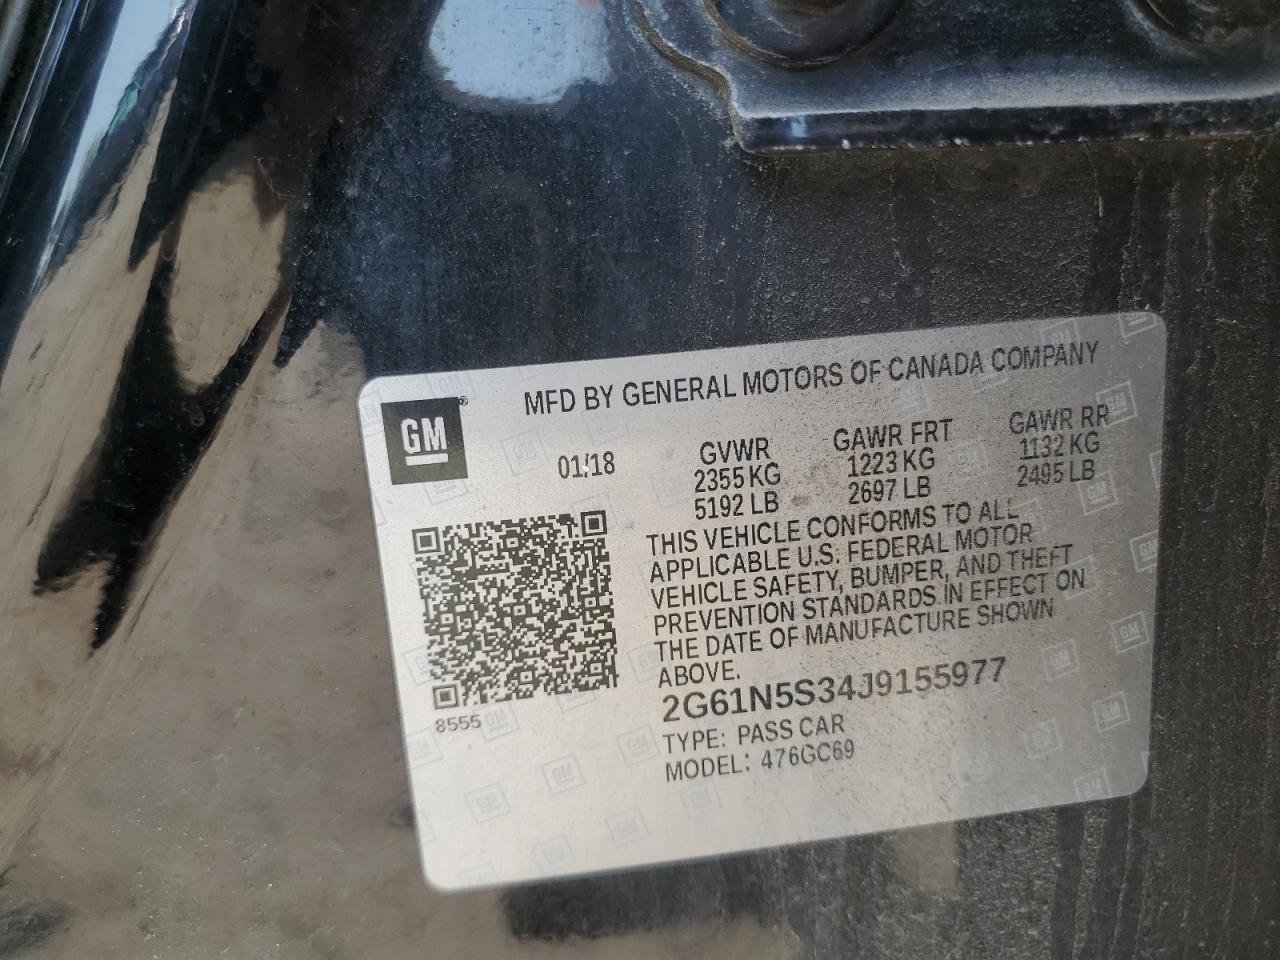 MFD BY GENERAL MOTORS OF CANADA COMPANY
GM®
01/18
GVWR
2355 KG
5192 LB
GAWR FRT
1223 KG
2697 LB
GAWR RR
1132 KG
2495 LB
THIS VEHICLE CONFORMS TO ALL
APPLICABLE U.S. FEDERAL MOTOR
VEHICLE SAFETY, BUMPER, AND THEFT
PREVENTION STANDARDS IN EFFECT ON
THE DATE OF MANUFACTURE SHOWN
ABOVE.
2G61N5S34J9155977
TYPE: PASS CAR
MODEL: 476GC69
8555